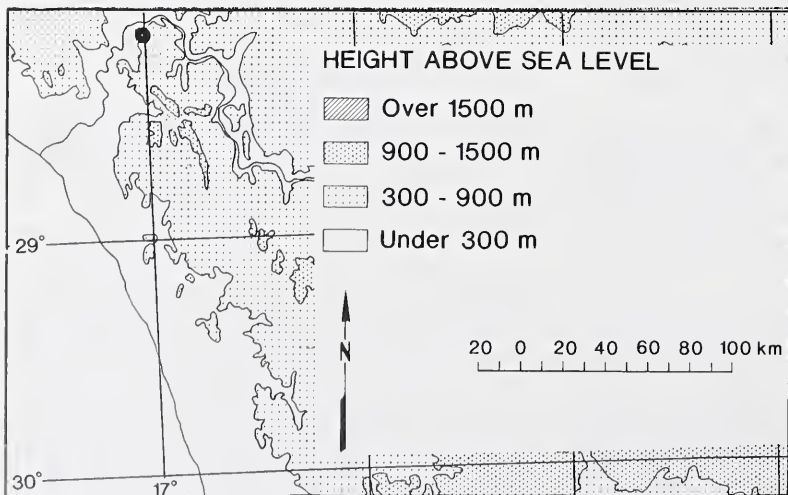 HEIGHT ABOVE SEA LEVEL
Over 1500 m
900 - 1500 m
300 - 900 m
Under 300 m
29°
N
20 0 20 40 60 80 100 km
30°
17°